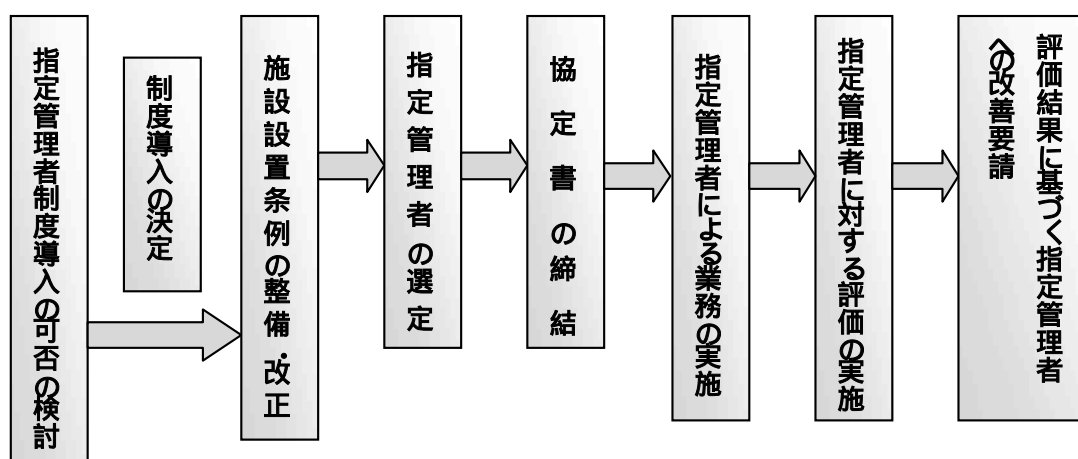 指定管理者制度導入の可否の検討
制度導入の決定
施設設置条例の整備・改正
指定管理者の選定
協定書の締結
指定管理者による業務の実施
指定管理者に対する評価の実施
評価結果に基づく指定管理者
への改善要請